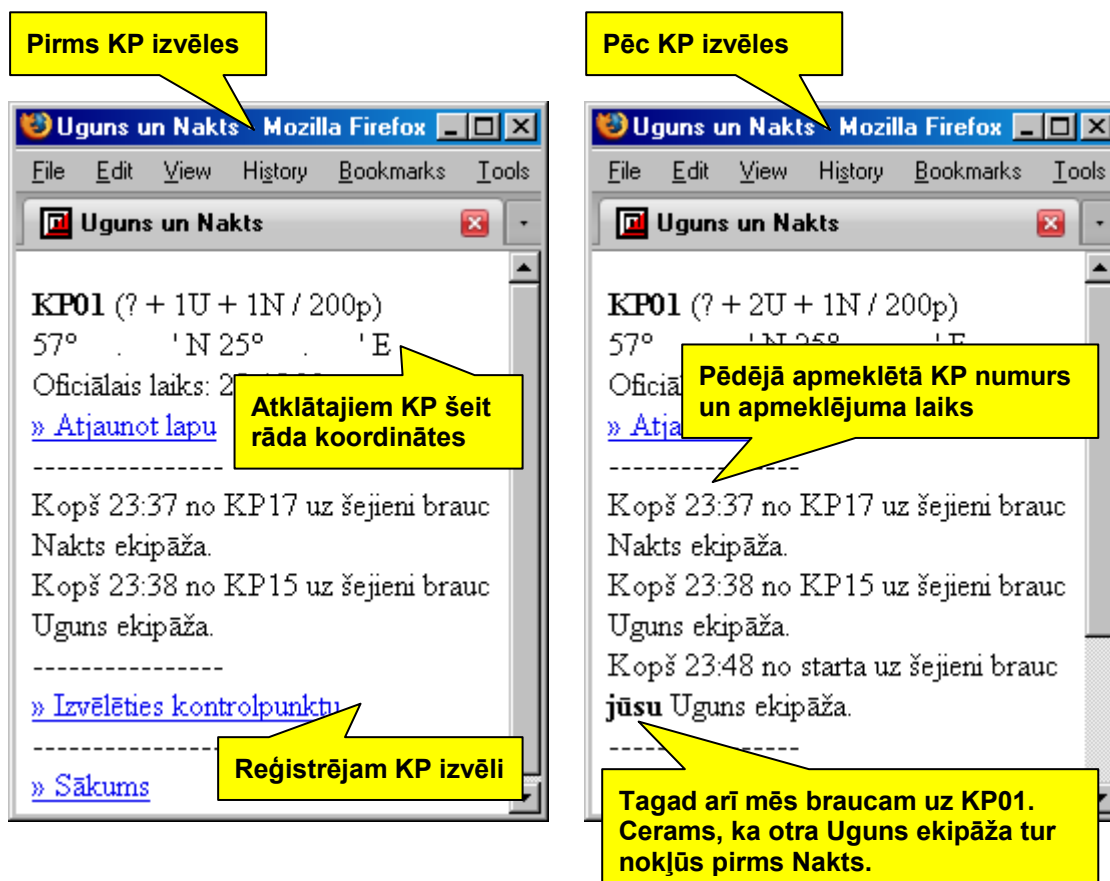 Pirms KP izvēles
Uguns un Nakts - Mozilla Firefox
File Edit View History Bookmarks Tools
Uguns un Nakts
KP01 (? + 1U + 1N / 200p)
57° . ' N 25° . ' E
Oficiālais laiks:
» Atjaunot lapu
Atklātajiem KP šeit
rāda koordinātes
----------------
Kopš 23:37 no KP17 uz šejieni brauc
Nakts ekipāža.
Kopš 23:38 no KP15 uz šejieni brauc
Uguns ekipāža.
----------------
» Izvēlēties kontrolpunktu
Reģistrējam KP izvēli
» Sākums
Pēc KP izvēles
Uguns un Nakts - Mozilla Firefox
File Edit View History Bookmarks Tools
Uguns un Nakts
KP01 (? + 2U + 1N / 200p)
57° ' N 25° ' E
Pēdējā apmeklētā KP numurs
un apmeklējuma laiks
----------------
Kopš 23:37 no KP17 uz šejieni brauc
Nakts ekipāža.
Kopš 23:38 no KP15 uz šejieni brauc
Uguns ekipāža.
Kopš 23:48 no starta uz šejieni brauc
jūsu Uguns ekipāža.
----------------
Tagad arī mēs braucam uz KP01.
Cerams, ka otra Uguns ekipāža tur
nokļūs pirms Nakts.